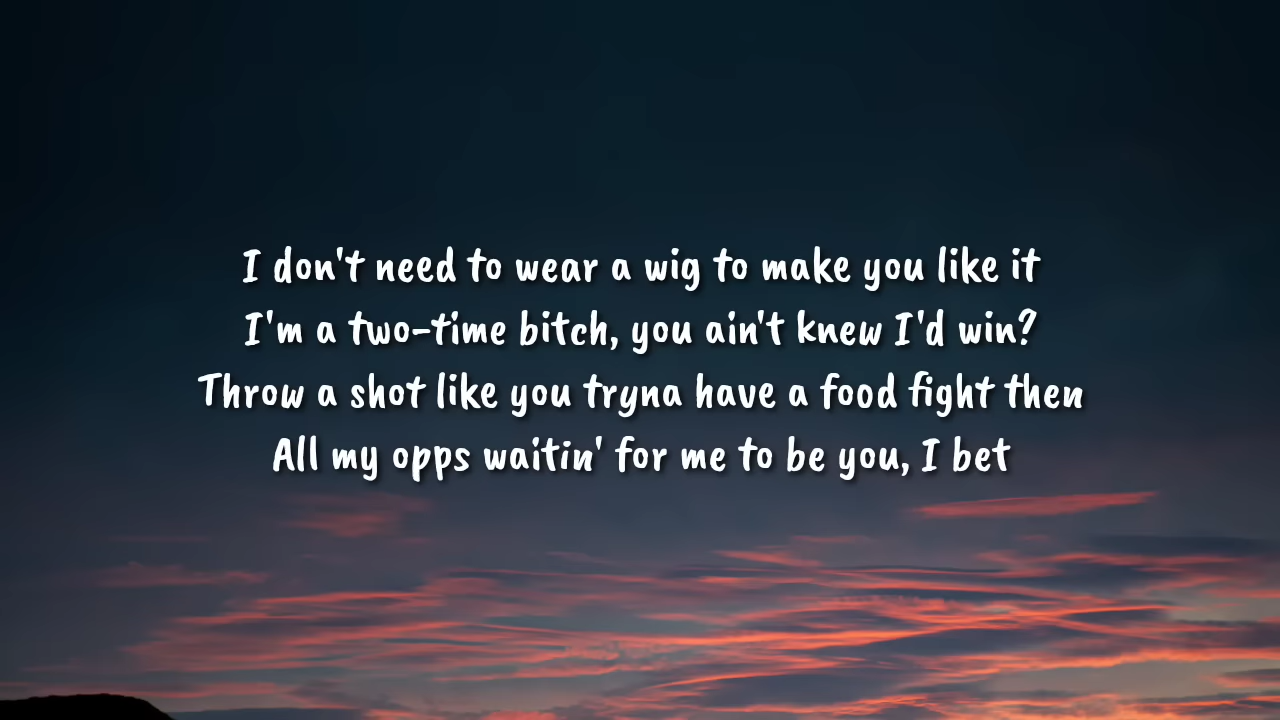 I don't need to wear a wig to make you like it
I'm a two-time bitch, you ain't knew I'd win?
Throw a shot like you tryna have a food fight then
All my opps waitin' for me to be you, I bet